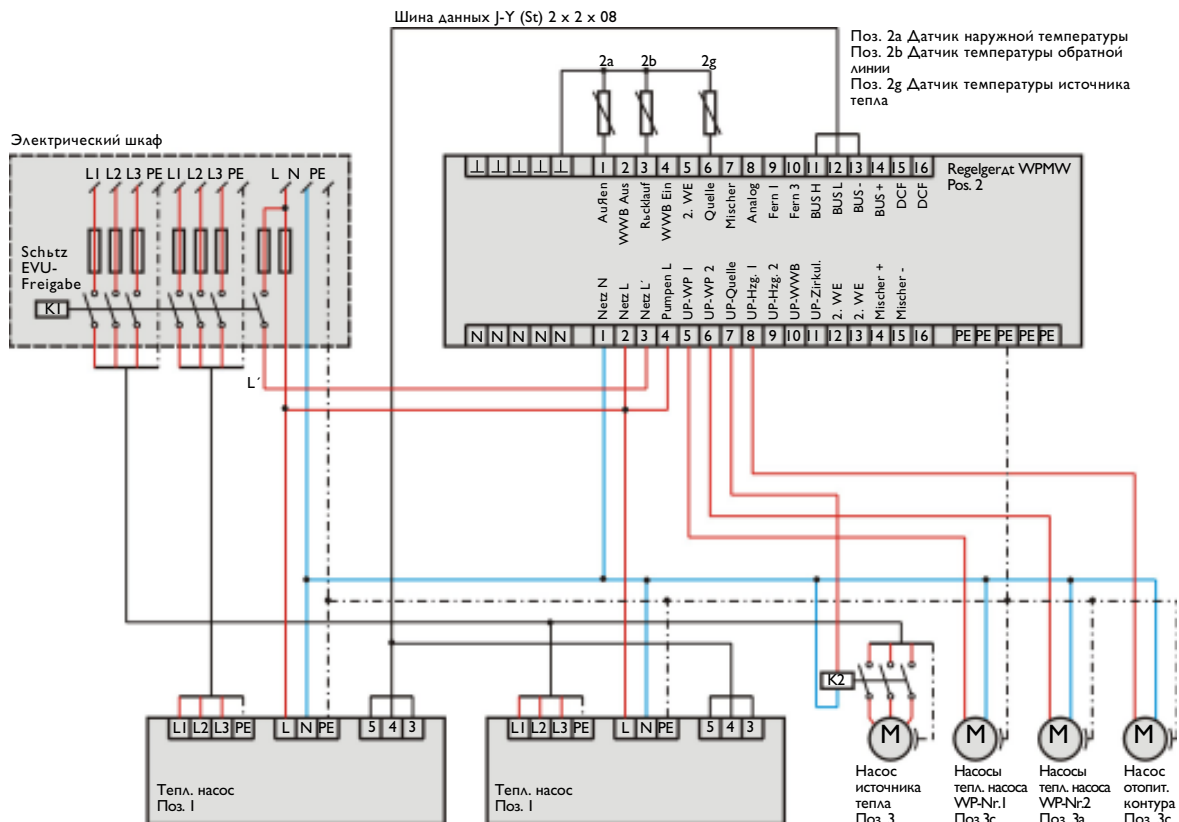 Шина данных J-Y (St) 2 x 2 x 08
Поз. 2a Датчик наружной температуры
Поз. 2b Датчик температуры обратной
линии
Поз. 2g Датчик температуры источника
тепла
2a 2b 2g
Электрический шкаф
L1 L2 L3 PE L1 L2 L3 PE L N PE
Schьtz
EVU-
Freigabe
K1
L´
⊥ ⊥ ⊥ ⊥ ⊥ 1 2 3 4 5 6 7 8 9 10 11 12 13 14 15 16
Regelgerдt WPMW
Pos. 2
AuЯen
WWB Aus
Rьcklauf
WWB Ein
2. WE
Quelle
Mischer
Analog
Fern 1
Fern 3
BUS H
BUS L
BUS -
BUS +
DCF
DCF
Netz N
Netz L
Netz L´
Pumpen L
UP-WP 1
UP-WP 2
UP-Quelle
UP-Hzg. 1
UP-Hzg. 2
UP-WWB
UP-Zirkul.
2. WE
2. WE
Mischer +
Mischer -
N N N N N 1 2 3 4 5 6 7 8 9 10 11 12 13 14 15 16 PE PE PE PE PE
K2
L1 L2 L3 PE L N PE 5 4 3
Тепл. насос
Поз. 1
L1 L2 L3 PE L N PE 5 4 3
Тепл. насос
Поз. 1
M M M M
Насос
источника
тепла
Поз. 3
Насосы
тепл. насоса
WP-Nr.1
Поз.3c
Насосы
тепл. насоса
WP-Nr.2
Поз. 3a
Насос
отопит.
контура
Поз. 3c